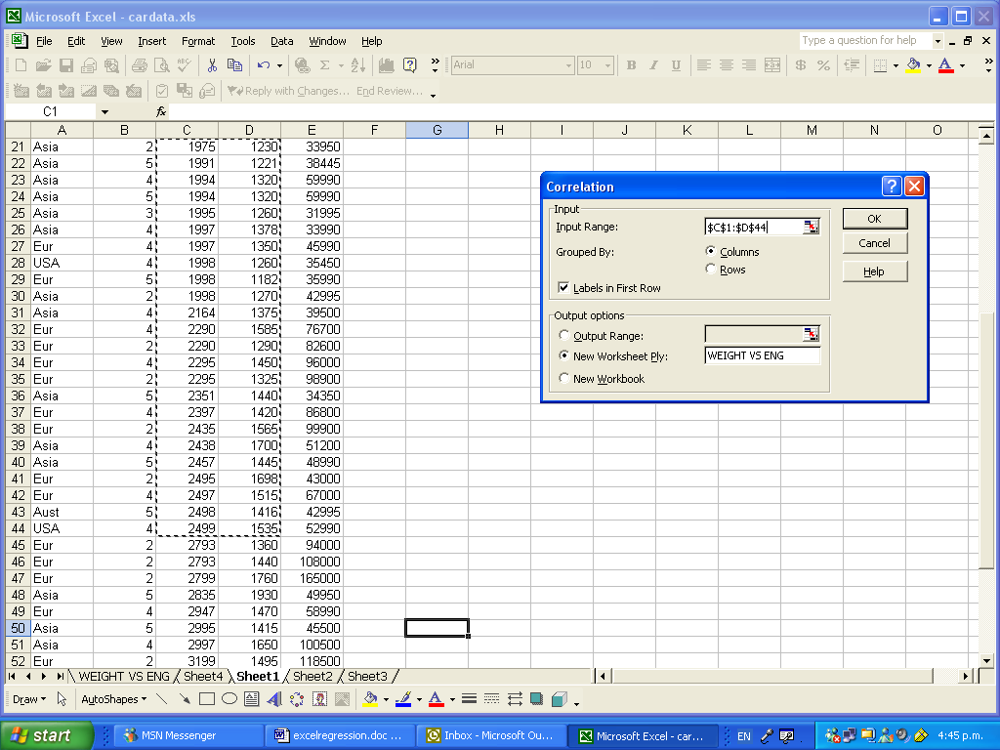 Microsoft Excel - cardata.xls
File Edit View Insert Format Tools Data Window Help Type a question for help
Arial 10 B I U $ %
Reply with Changes... End Review...
C1 fx
A B C D E F G H I J K L M N O
21 Asia 2 1975 1230 33950
22 Asia 5 1991 1221 38445
23 Asia 4 1994 1320 59990
24 Asia 5 1994 1320 59990
25 Asia 3 1995 1260 31995
26 Asia 4 1997 1378 33990
27 Eur 4 1997 1350 45990
28 USA 4 1998 1260 35450
29 Eur 5 1998 1182 35990
30 Asia 2 1998 1270 42995
31 Asia 4 2164 1375 39500
32 Eur 4 2290 1585 76700
33 Eur 2 2290 1290 82600
34 Eur 4 2295 1450 96000
35 Eur 2 2295 1325 98900
36 Asia 5 2351 1440 34350
37 Eur 4 2397 1420 86800
38 Eur 2 2435 1565 99900
39 Asia 4 2438 1700 51200
40 Asia 5 2457 1445 48990
41 Eur 2 2495 1698 43000
42 Eur 4 2497 1515 67000
43 Aust 5 2498 1416 42995
44 USA 4 2499 1535 52990
45 Eur 2 2793 1360 94000
46 Eur 2 2793 1440 108000
47 Eur 2 2799 1760 165000
48 Asia 5 2835 1930 49950
49 Eur 4 2947 1470 58990
50 Asia 5 2995 1415 45500
51 Asia 4 2997 1650 100500
52 Eur 2 3199 1495 118500
Correlation
Input
Input Range: $C$1:$D$44
Grouped By: Columns
Rows
Labels in First Row
Output options
Output Range:
New Worksheet Ply: WEIGHT VS ENG
New Workbook
OK
Cancel
Help
WEIGHT VS ENG Sheet4 Sheet1 Sheet2 Sheet3
Draw AutoShapes
start MSN Messenger excelregression.doc ... Inbox - Microsoft Ou... Microsoft Excel - car... EN 4:45 p.m.